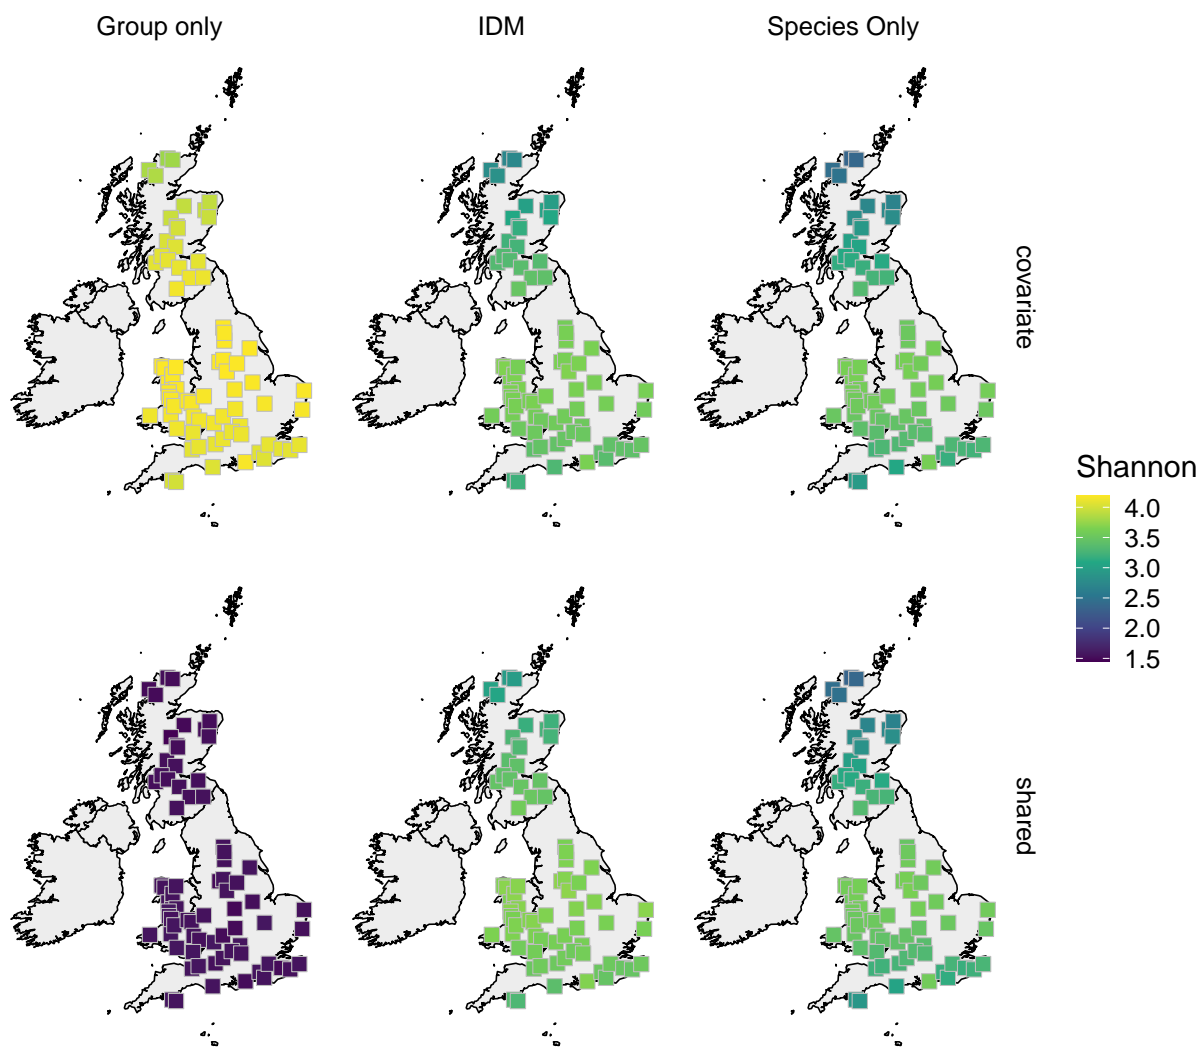 Group only
IDM
Species Only
covariate
Shannon
4.0
3.5
3.0
2.5
2.0
1.5
shared